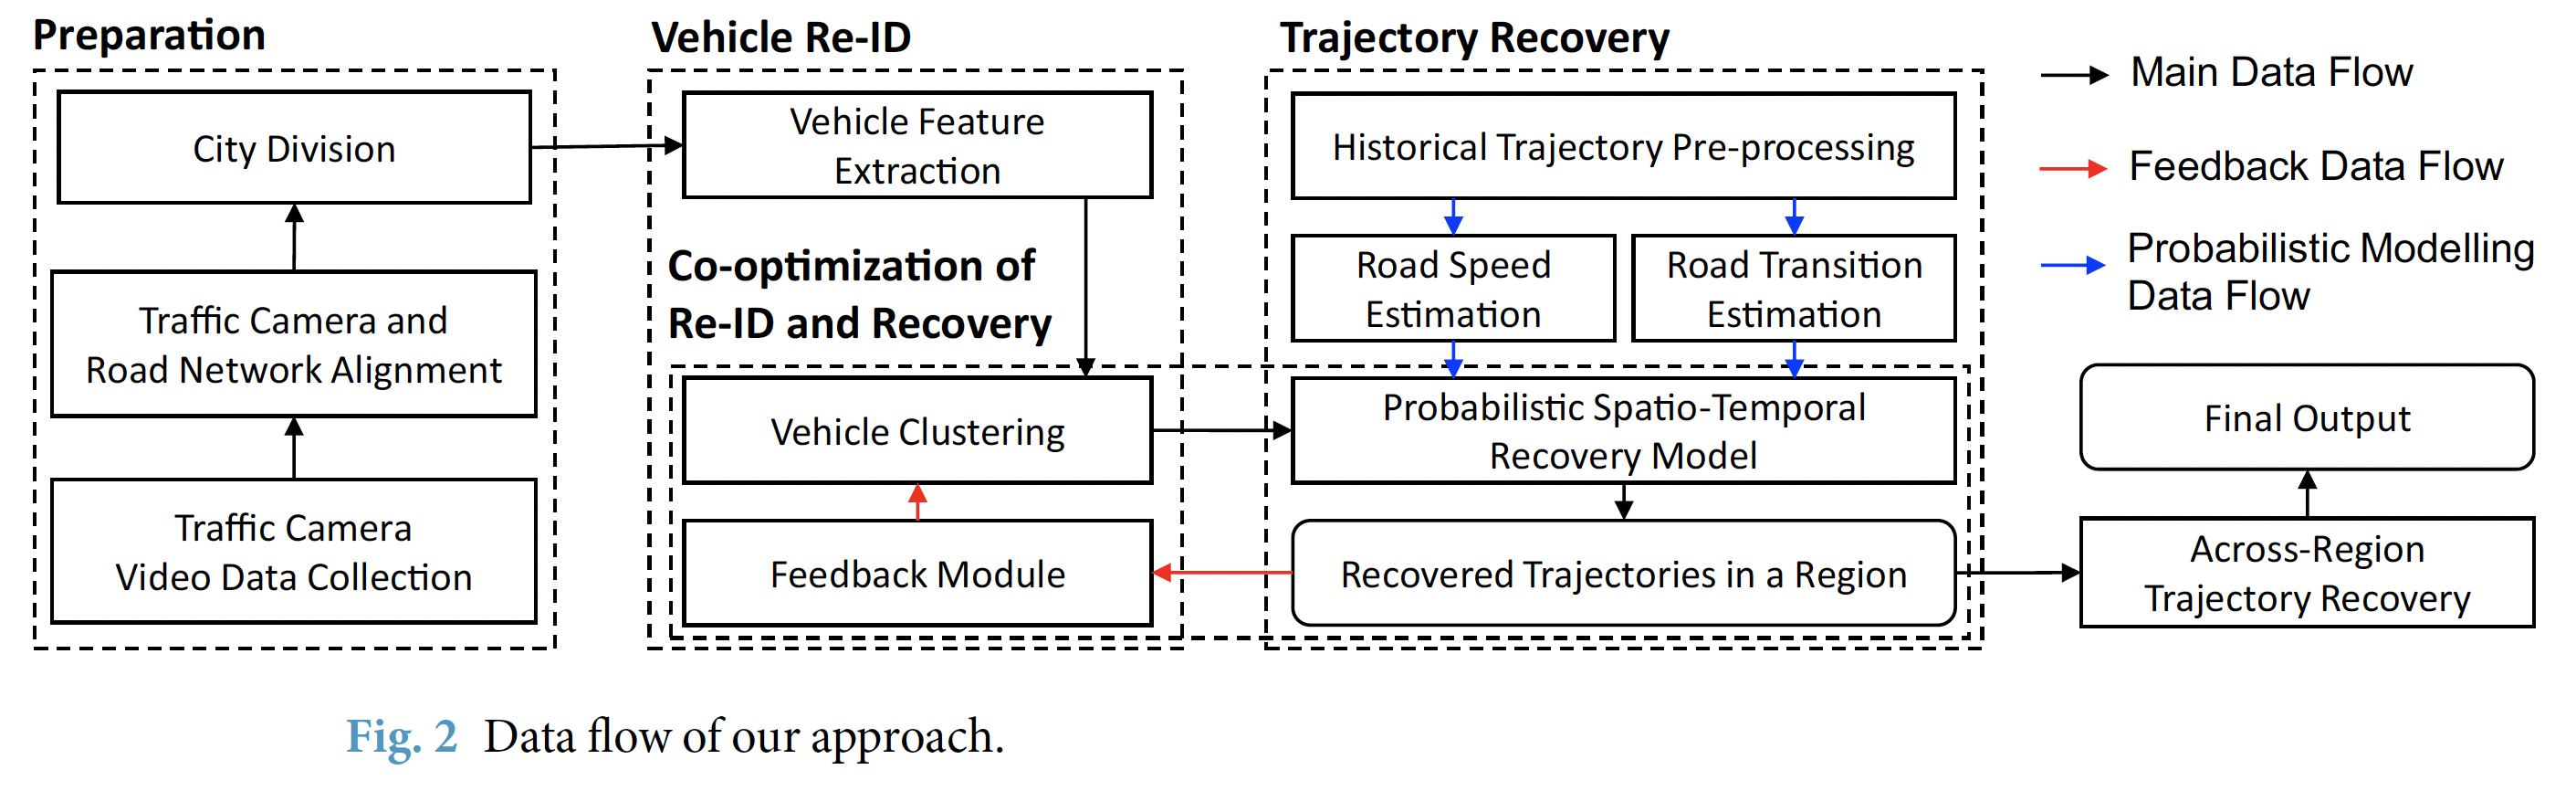 Preparation
City Division
Traffic Camera and
Road Network Alignment
Traffic Camera
Video Data Collection
Vehicle Re-ID
Vehicle Feature
Extraction
Co-optimization of
Re-ID and Recovery
Vehicle Clustering
Feedback Module
Trajectory Recovery
Historical Trajectory Pre-processing
Road Speed
Estimation
Road Transition
Estimation
Probabilistic Spatio-Temporal
Recovery Model
Recovered Trajectories in a Region
Main Data Flow
Feedback Data Flow
Probabilistic Modelling
Data Flow
Final Output
Across-Region
Trajectory Recovery
Fig. 2 Data flow of our approach.